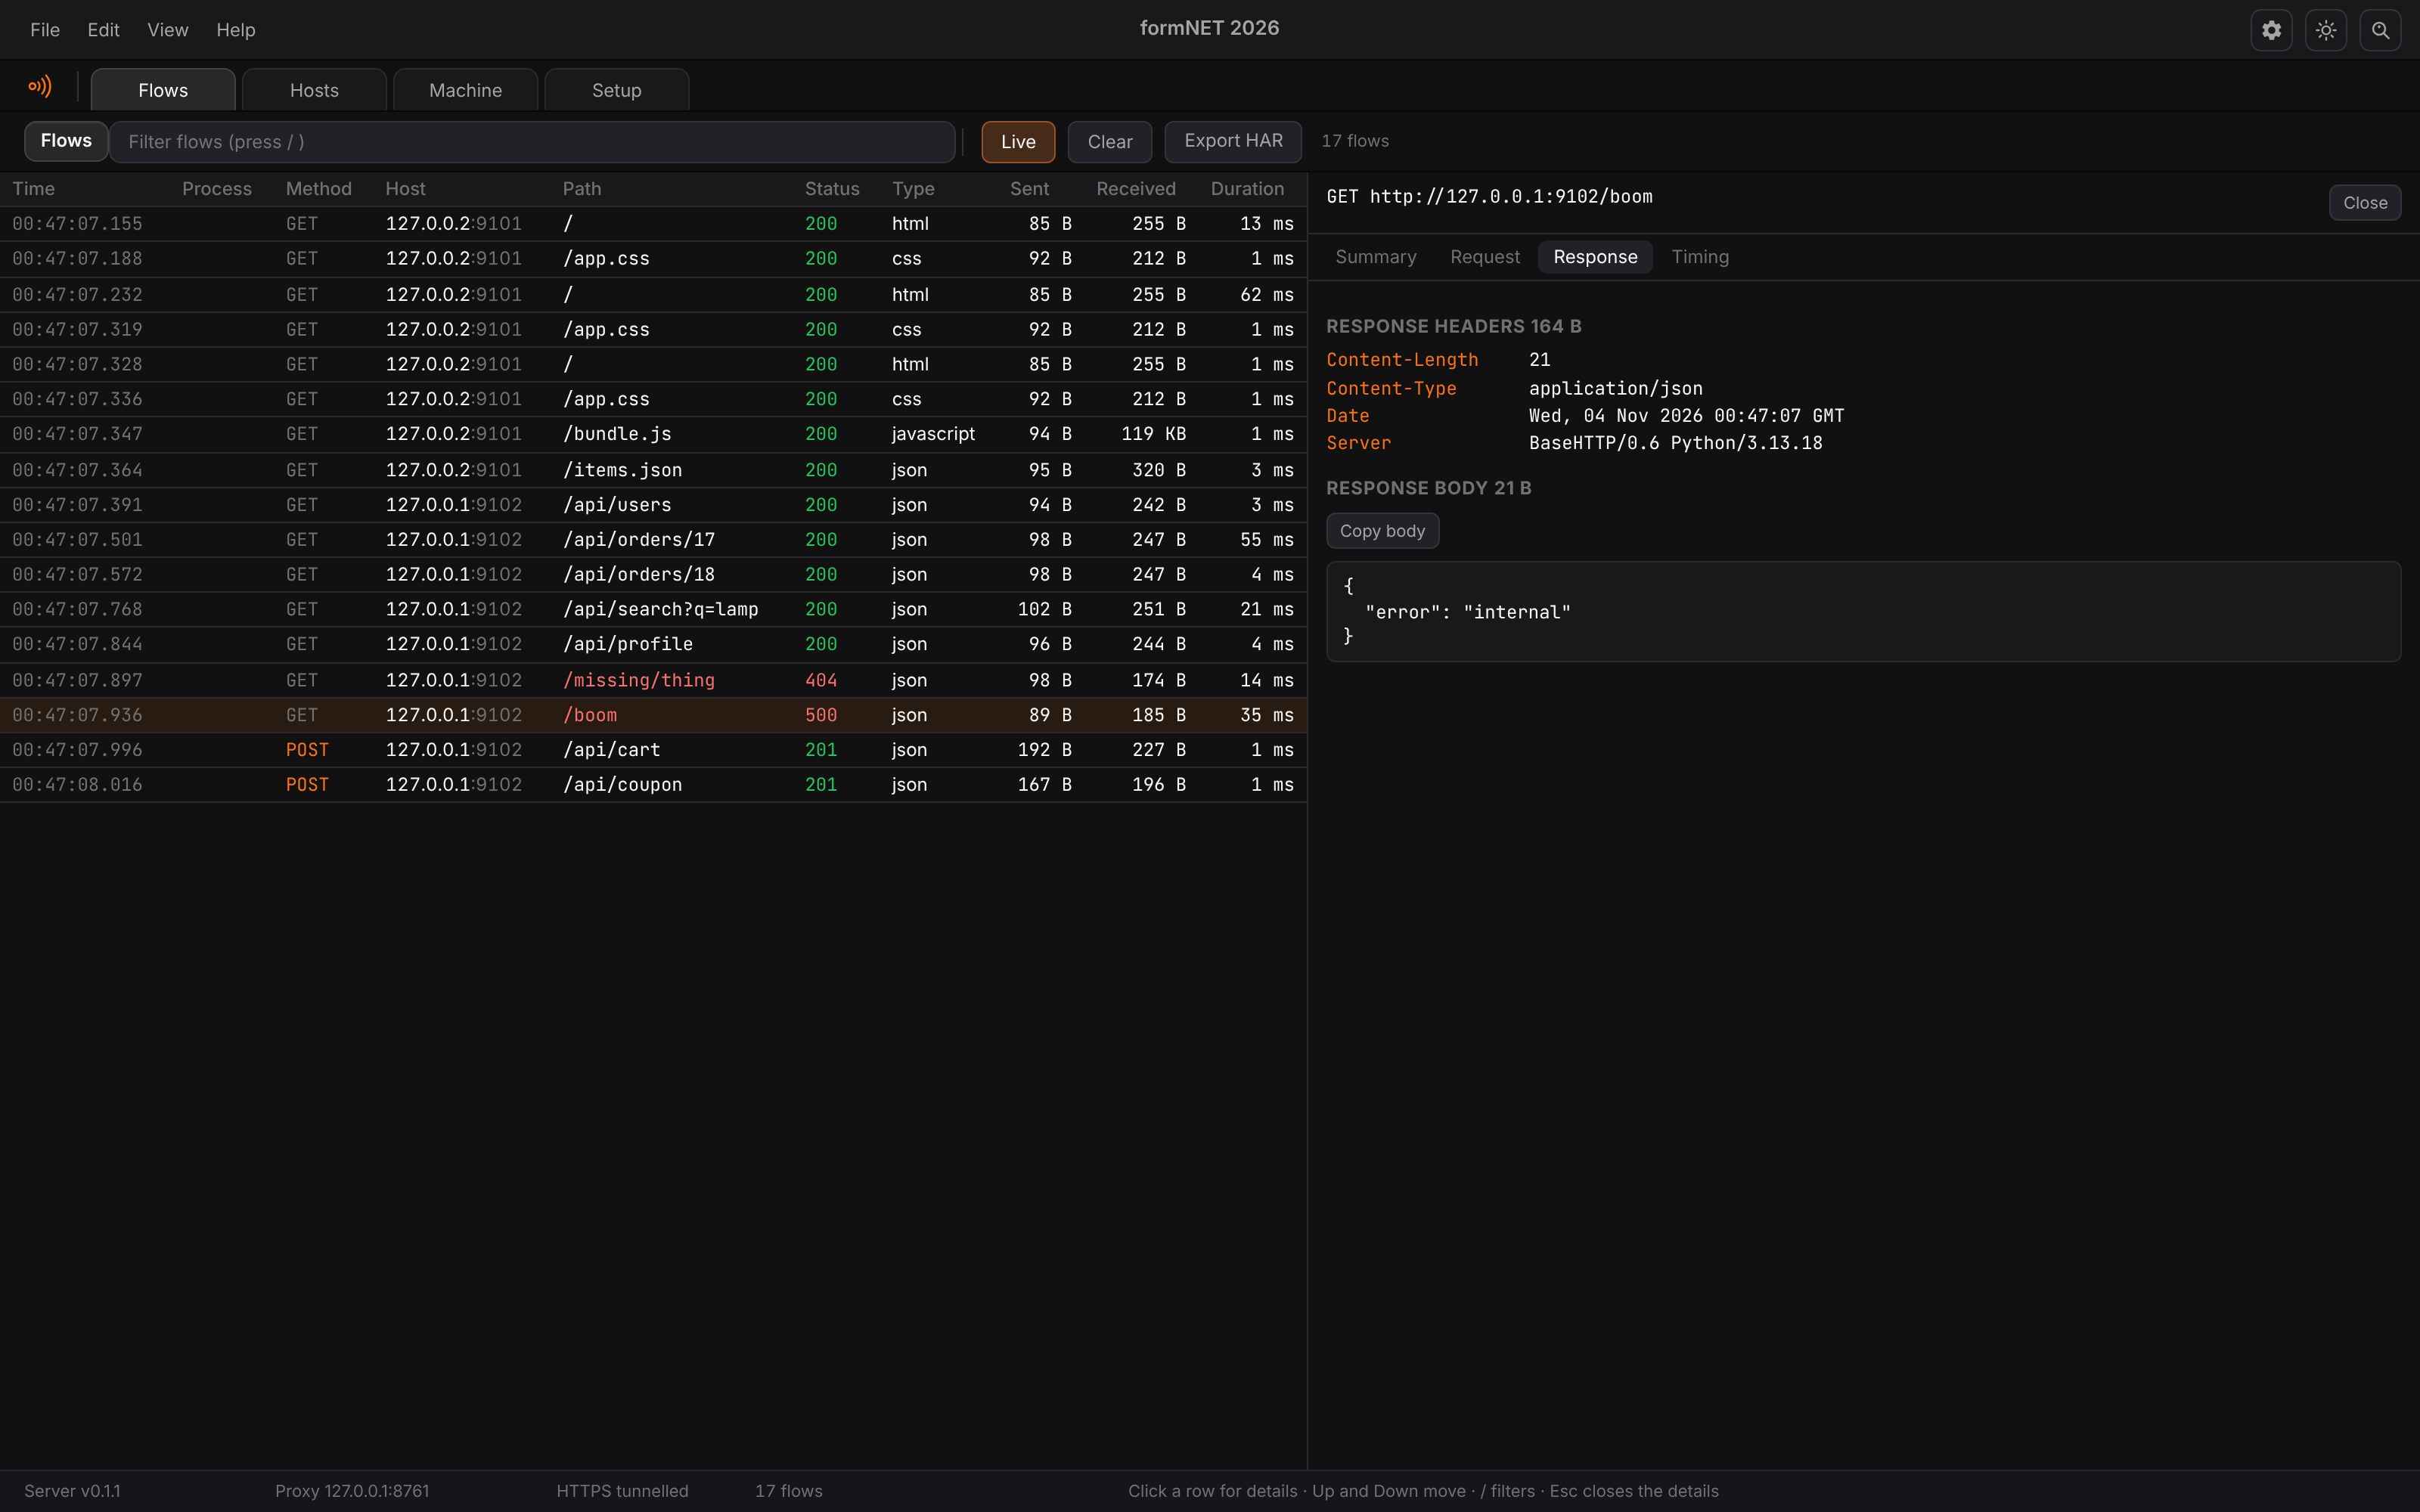 File Edit View Help formNET 2026
Flows Hosts Machine Setup
Flows Filter flows (press / ) Live Clear Export HAR 17 flows
Time Process Method Host Path Status Type Sent Received Duration
00:47:07.155 GET 127.0.0.2:9101 / 200 html 85 B 255 B 13 ms
00:47:07.188 GET 127.0.0.2:9101 /app.css 200 css 92 B 212 B 1 ms
00:47:07.232 GET 127.0.0.2:9101 / 200 html 85 B 255 B 62 ms
00:47:07.319 GET 127.0.0.2:9101 /app.css 200 css 92 B 212 B 1 ms
00:47:07.328 GET 127.0.0.2:9101 / 200 html 85 B 255 B 1 ms
00:47:07.336 GET 127.0.0.2:9101 /app.css 200 css 92 B 212 B 1 ms
00:47:07.347 GET 127.0.0.2:9101 /bundle.js 200 javascript 94 B 119 KB 1 ms
00:47:07.364 GET 127.0.0.2:9101 /items.json 200 json 95 B 320 B 3 ms
00:47:07.391 GET 127.0.0.1:9102 /api/users 200 json 94 B 242 B 3 ms
00:47:07.501 GET 127.0.0.1:9102 /api/orders/17 200 json 98 B 247 B 55 ms
00:47:07.572 GET 127.0.0.1:9102 /api/orders/18 200 json 98 B 247 B 4 ms
00:47:07.768 GET 127.0.0.1:9102 /api/search?q=lamp 200 json 102 B 251 B 21 ms
00:47:07.844 GET 127.0.0.1:9102 /api/profile 200 json 96 B 244 B 4 ms
00:47:07.897 GET 127.0.0.1:9102 /missing/thing 404 json 98 B 174 B 14 ms
00:47:07.936 GET 127.0.0.1:9102 /boom 500 json 89 B 185 B 35 ms
00:47:07.996 POST 127.0.0.1:9102 /api/cart 201 json 192 B 227 B 1 ms
00:47:08.016 POST 127.0.0.1:9102 /api/coupon 201 json 167 B 196 B 1 ms
GET http://127.0.0.1:9102/boom Close
Summary Request Response Timing
RESPONSE HEADERS 164 B
Content-Length 21
Content-Type application/json
Date Wed, 04 Nov 2026 00:47:07 GMT
Server BaseHTTP/0.6 Python/3.13.18
RESPONSE BODY 21 B
Copy body
{
"error": "internal"
}
Server v0.1.1 Proxy 127.0.0.1:8761 HTTPS tunnelled 17 flows Click a row for details · Up and Down move · / filters · Esc closes the details